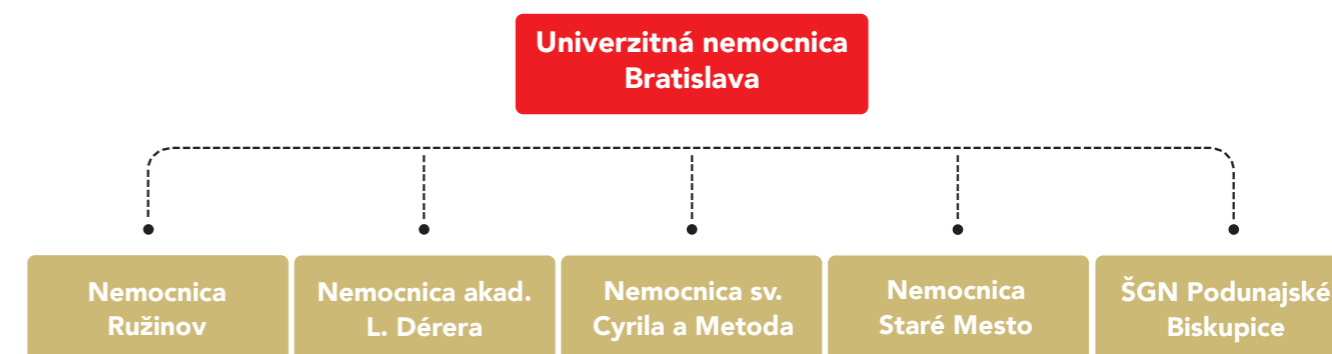 Univerzitná nemocnica
Bratislava
Nemocnica
Ružinov
Nemocnica akad.
L. Dérera
Nemocnica sv.
Cyrila a Metoda
Nemocnica
Staré Mesto
ŠGN Podunajské
Biskupice